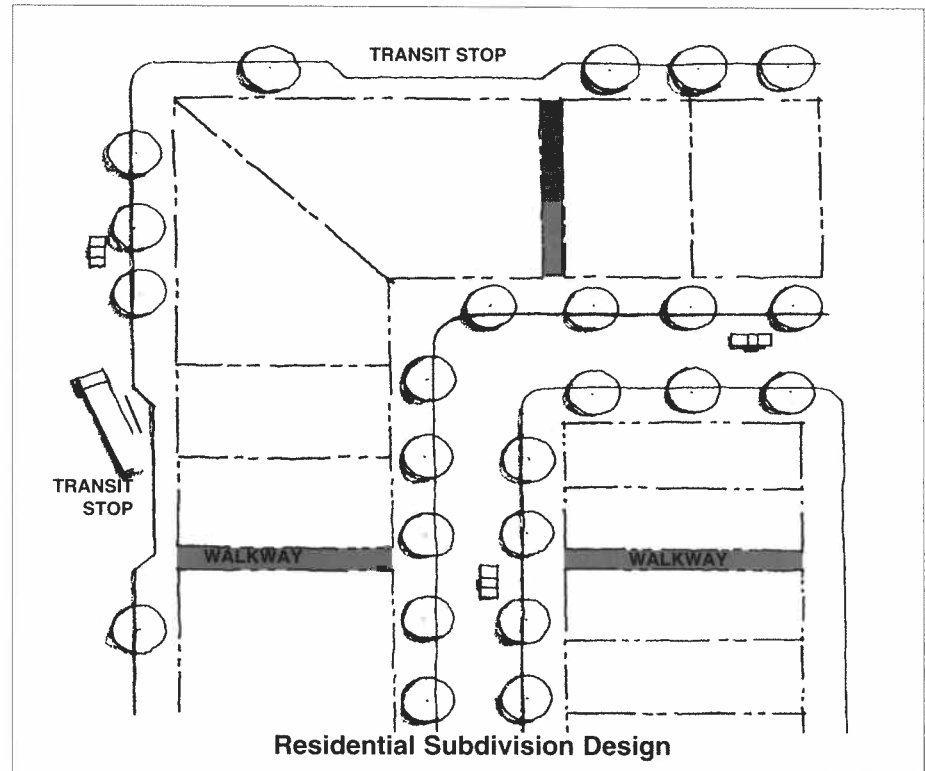 TRANSIT STOP
TRANSIT
STOP
WALKWAY
WALKWAY
Residential Subdivision Design